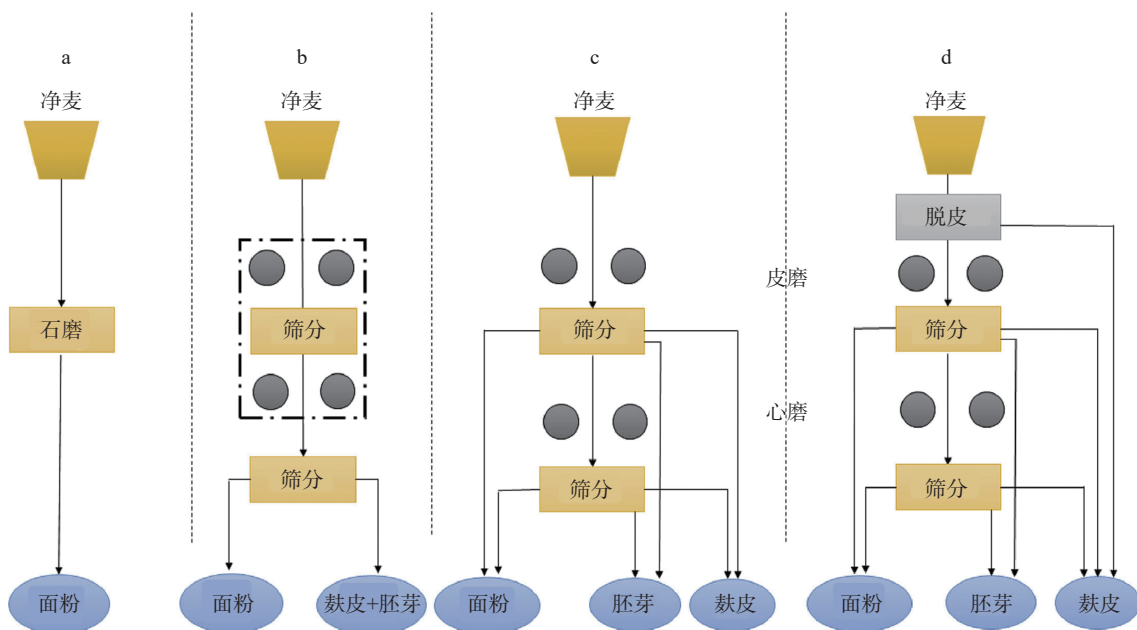 a
净麦
石磨
面粉
b
净麦
筛分
筛分
面粉
麸皮+胚芽
c
净麦
筛分
筛分
面粉
胚芽
麸皮
皮磨
心磨
d
净麦
脱皮
筛分
筛分
面粉
胚芽
麸皮